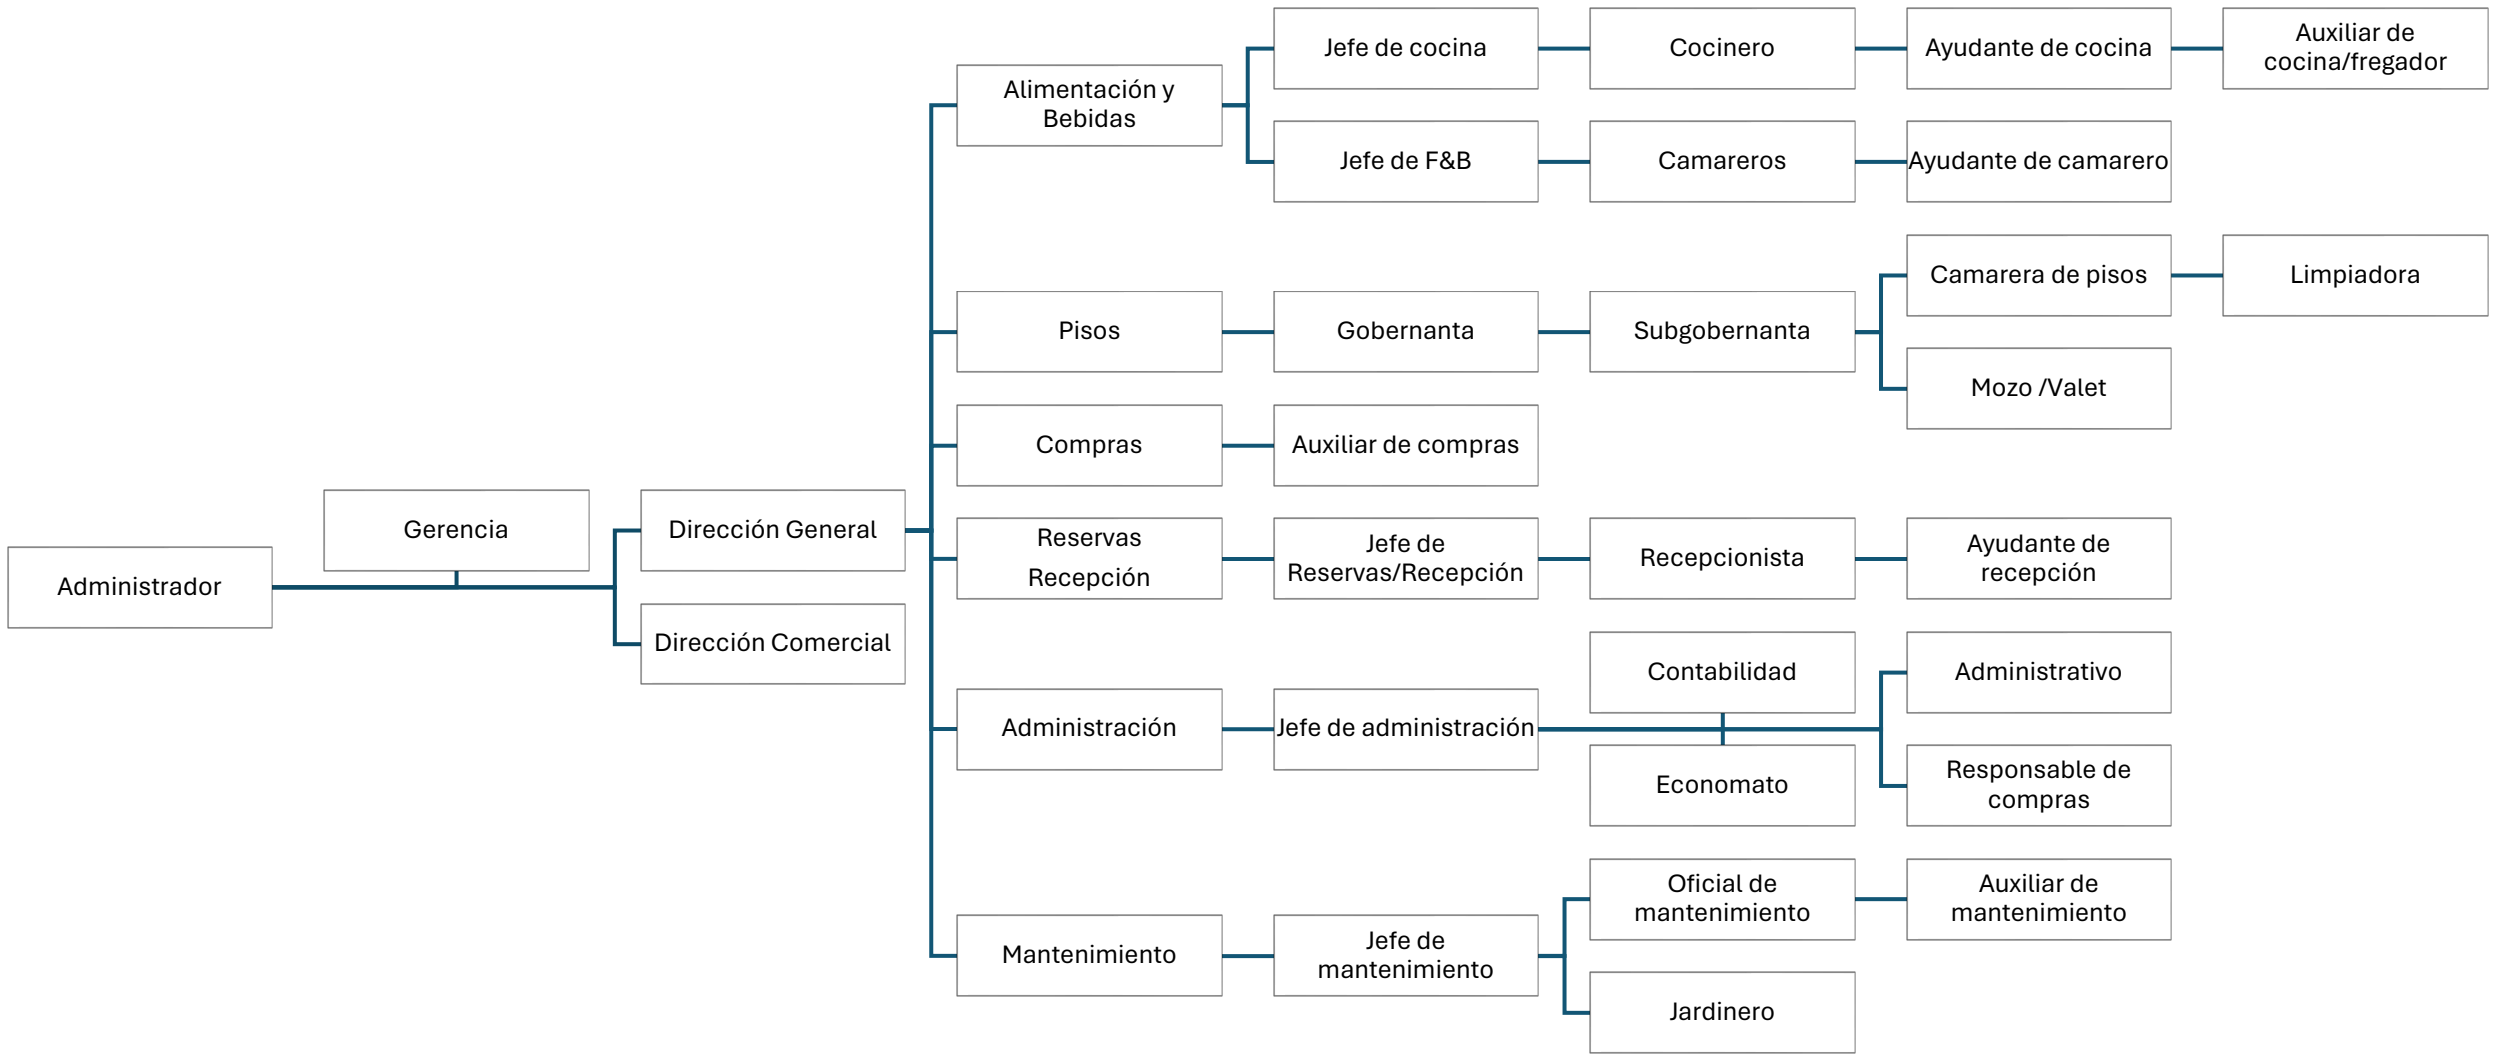 Administrador
Gerencia
Dirección General
Dirección Comercial
Alimentación y
Bebidas
Jefe de cocina
Cocinero
Ayudante de cocina
Auxiliar de
cocina/fregador
Jefe de F&B
Camareros
Ayudante de camarero
Pisos
Gobernanta
Subgobernanta
Camarera de pisos
Limpiadora
Mozo /Valet
Compras
Auxiliar de compras
Reservas
Recepción
Jefe de
Reservas/Recepción
Recepcionista
Ayudante de
recepción
Administración
Jefe de administración
Contabilidad
Economato
Administrativo
Responsable de
compras
Mantenimiento
Jefe de
mantenimiento
Oficial de
mantenimiento
Auxiliar de
mantenimiento
Jardinero